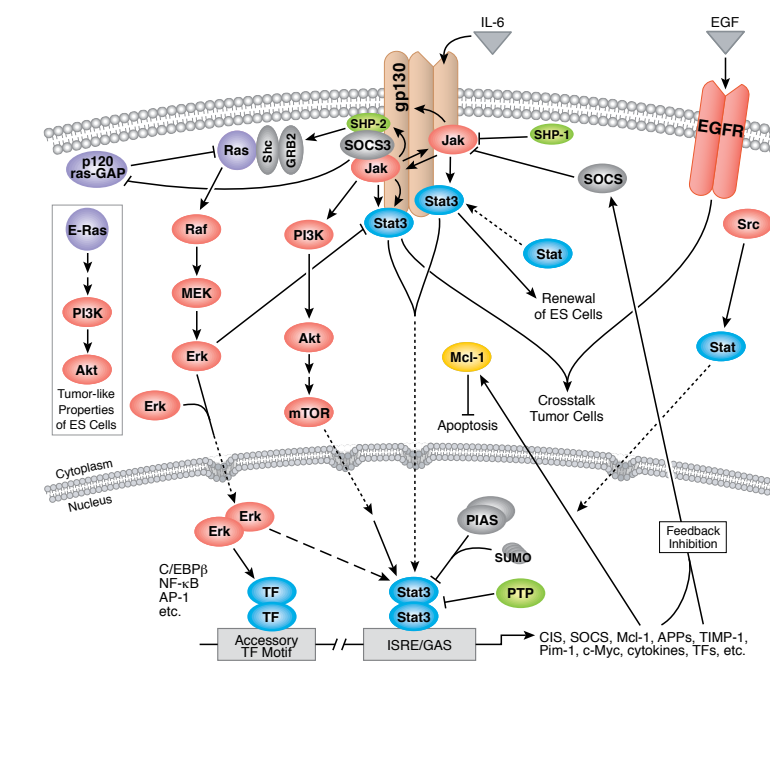 IL-6
EGF
gp130
SHP-2
SHP-1
EGFR
Jak
SOCS3
Jak
Ras
Shc
GRB2
p120
ras-GAP
SOCS
Stat3
Stat3
E-Ras
Raf
PI3K
Src
Stat
Renewal
of ES Cells
PI3K
MEK
Akt
Akt
Erk
Akt
Mcl-1
Stat
Tumor-like
Properties
of ES Cells
Erk
mTOR
Apoptosis
Crosstalk
Tumor Cells
Cytoplasm
Nucleus
Erk
Erk
PIAS
SUMO
Feedback
Inhibition
C/EBPβ
NF-κB
AP-1
etc.
TF
TF
Stat3
Stat3
PTP
Accessory
TF Motif
ISRE/GAS
CIS, SOCS, Mcl-1, APPs, TIMP-1,
Pim-1, c-Myc, cytokines, TFs, etc.